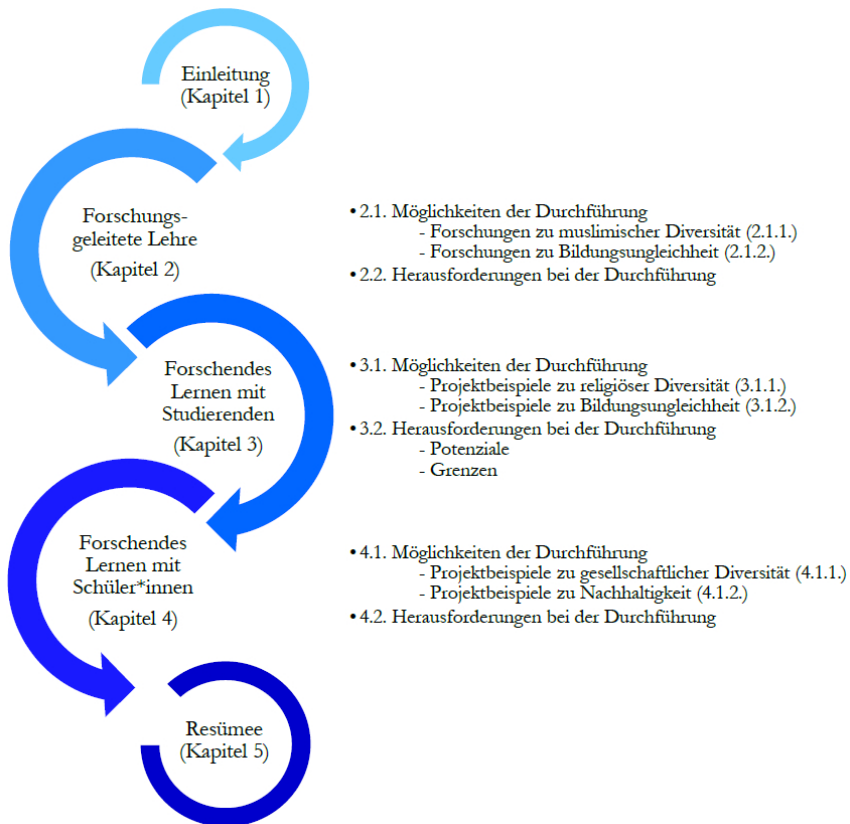 Einleitung
(Kapitel 1)
Forschungs-
geleitete Lehre
(Kapitel 2)
• 2.1. Möglichkeiten der Durchführung
- Forschungen zu muslimischer Diversität (2.1.1.)
- Forschungen zu Bildungsungleichheit (2.1.2.)
• 2.2. Herausforderungen bei der Durchführung
Forschendes
Lernen mit
Studierenden
(Kapitel 3)
• 3.1. Möglichkeiten der Durchführung
- Projektbeispiele zu religiöser Diversität (3.1.1.)
- Projektbeispiele zu Bildungsungleichheit (3.1.2.)
• 3.2. Herausforderungen bei der Durchführung
- Potenziale
- Grenzen
Forschendes
Lernen mit
Schüler*innen
(Kapitel 4)
• 4.1. Möglichkeiten der Durchführung
- Projektbeispiele zu gesellschaftlicher Diversität (4.1.1.)
- Projektbeispiele zu Nachhaltigkeit (4.1.2.)
• 4.2. Herausforderungen bei der Durchführung
Resümee
(Kapitel 5)